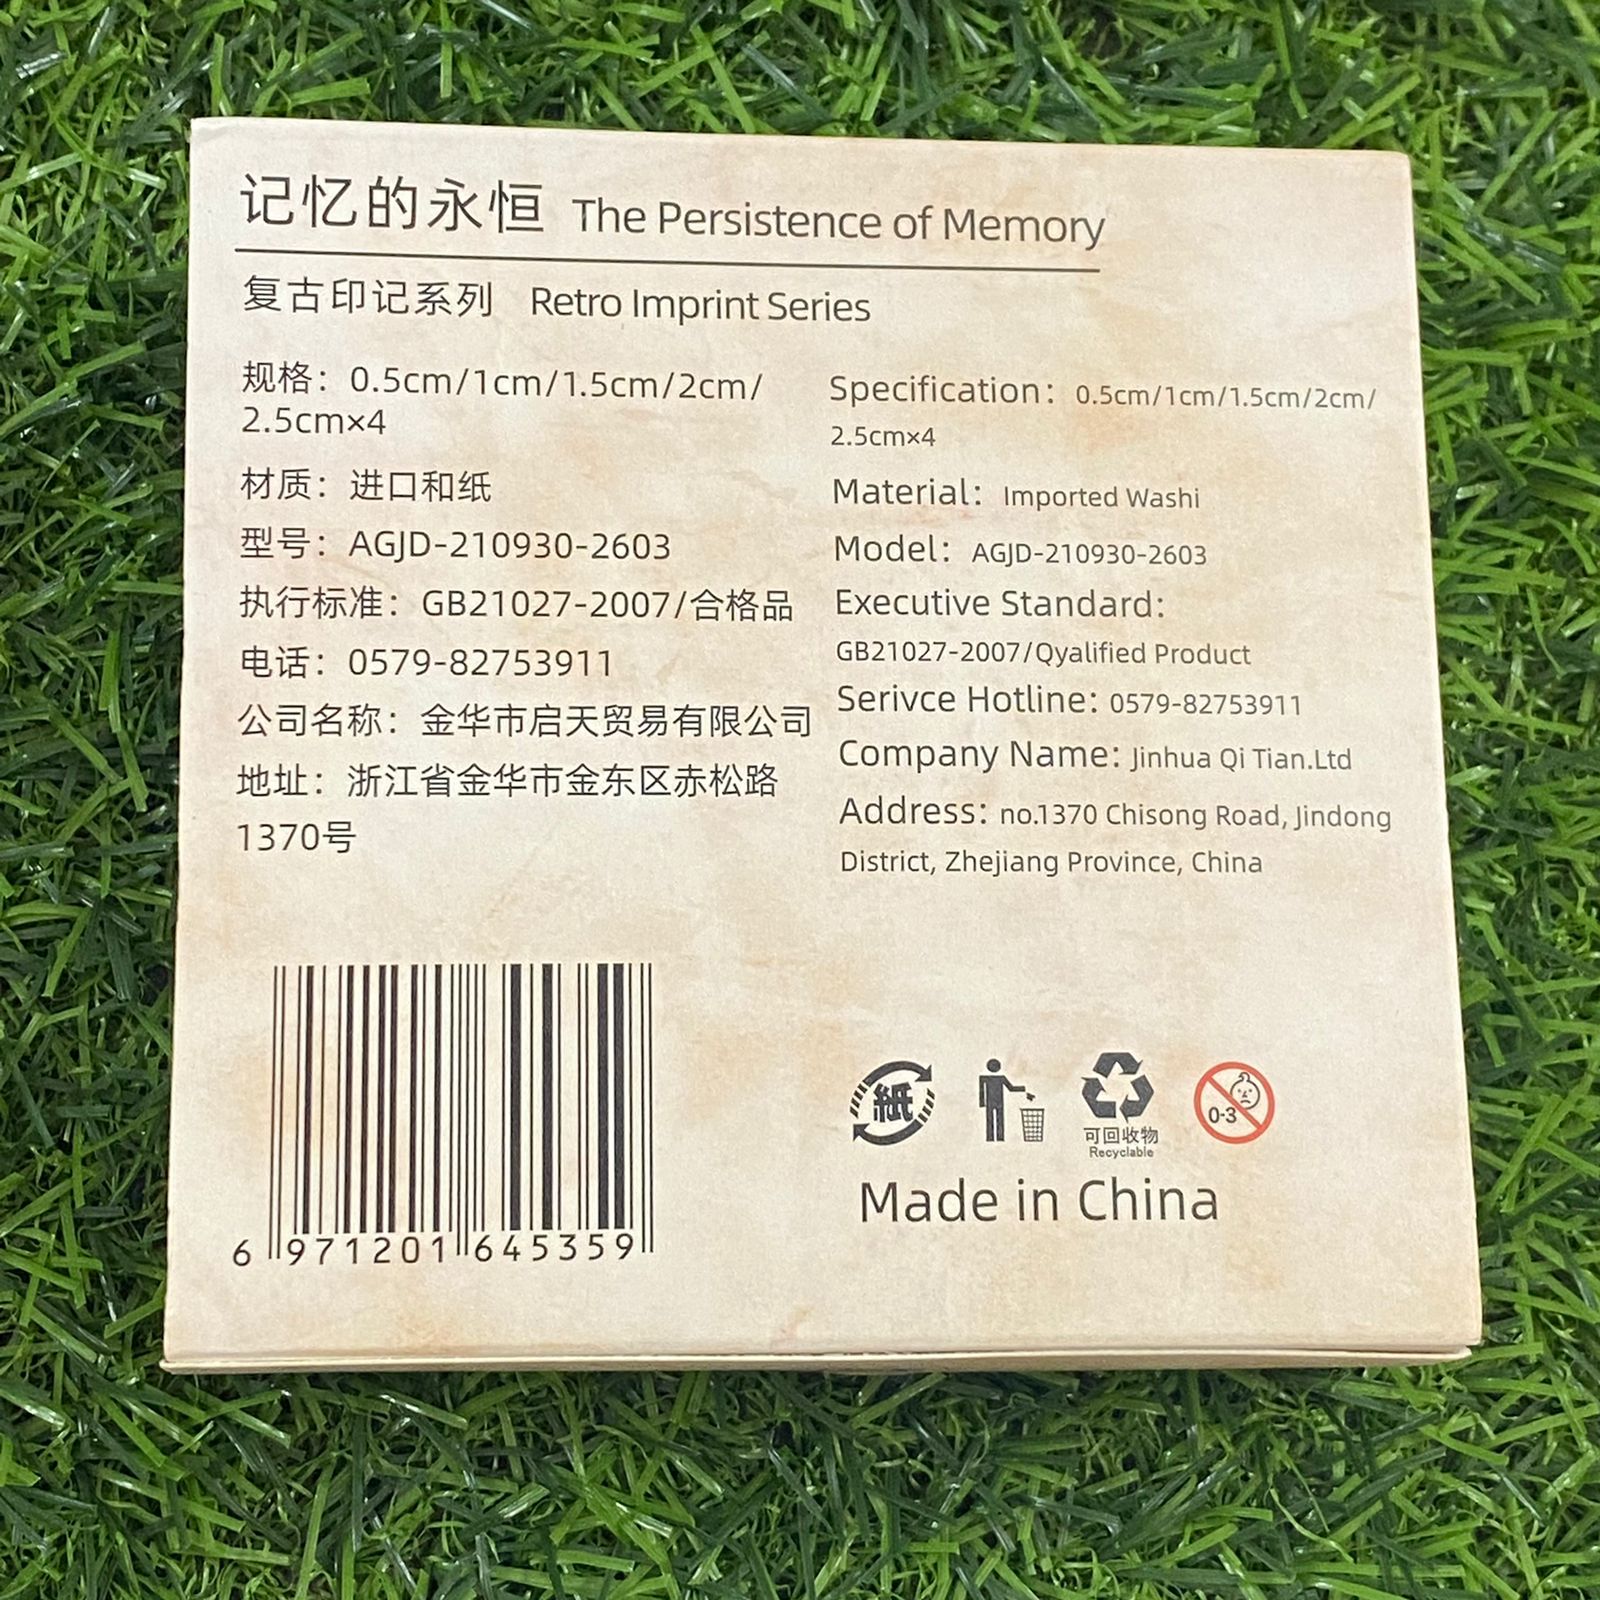 记忆的永恒 The Persistence of Memory
复古印记系列 Retro Imprint Series
规格：0.5cm/1cm/1.5cm/2cm/
2.5cm×4
材质：进口和纸
型号：AGJD-210930-2603
执行标准：GB21027-2007/合格品
电话：0579-82753911
公司名称：金华市启天贸易有限公司
地址：浙江省金华市金东区赤松路
1370号
Specification：0.5cm/1cm/1.5cm/2cm/
2.5cm×4
Material：Imported Washi
Model：AGJD-210930-2603
Executive Standard:
GB21027-2007/Qyalified Product
Serivce Hotline: 0579-82753911
Company Name: Jinhua Qi Tian.Ltd
Address: no.1370 Chisong Road, Jindong
District, Zhejiang Province, China
6 971201 645359
紙
可回收物
Recyclable
0-3
Made in China